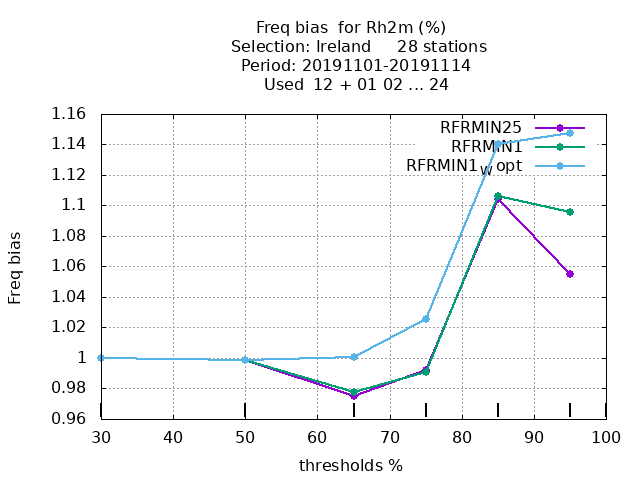 Freq bias  for Rh2m (%)
Selection: Ireland     28 stations
Period: 20191101-20191114
Used  12 + 01 02 ... 24
1.16
1.14
1.12
1.1
1.08
1.06
1.04
1.02
1
0.98
0.96
Freq bias
RFRMIN25
RFRMIN1
RFRMIN1w opt
30
40
50
60
70
80
90
100
thresholds %